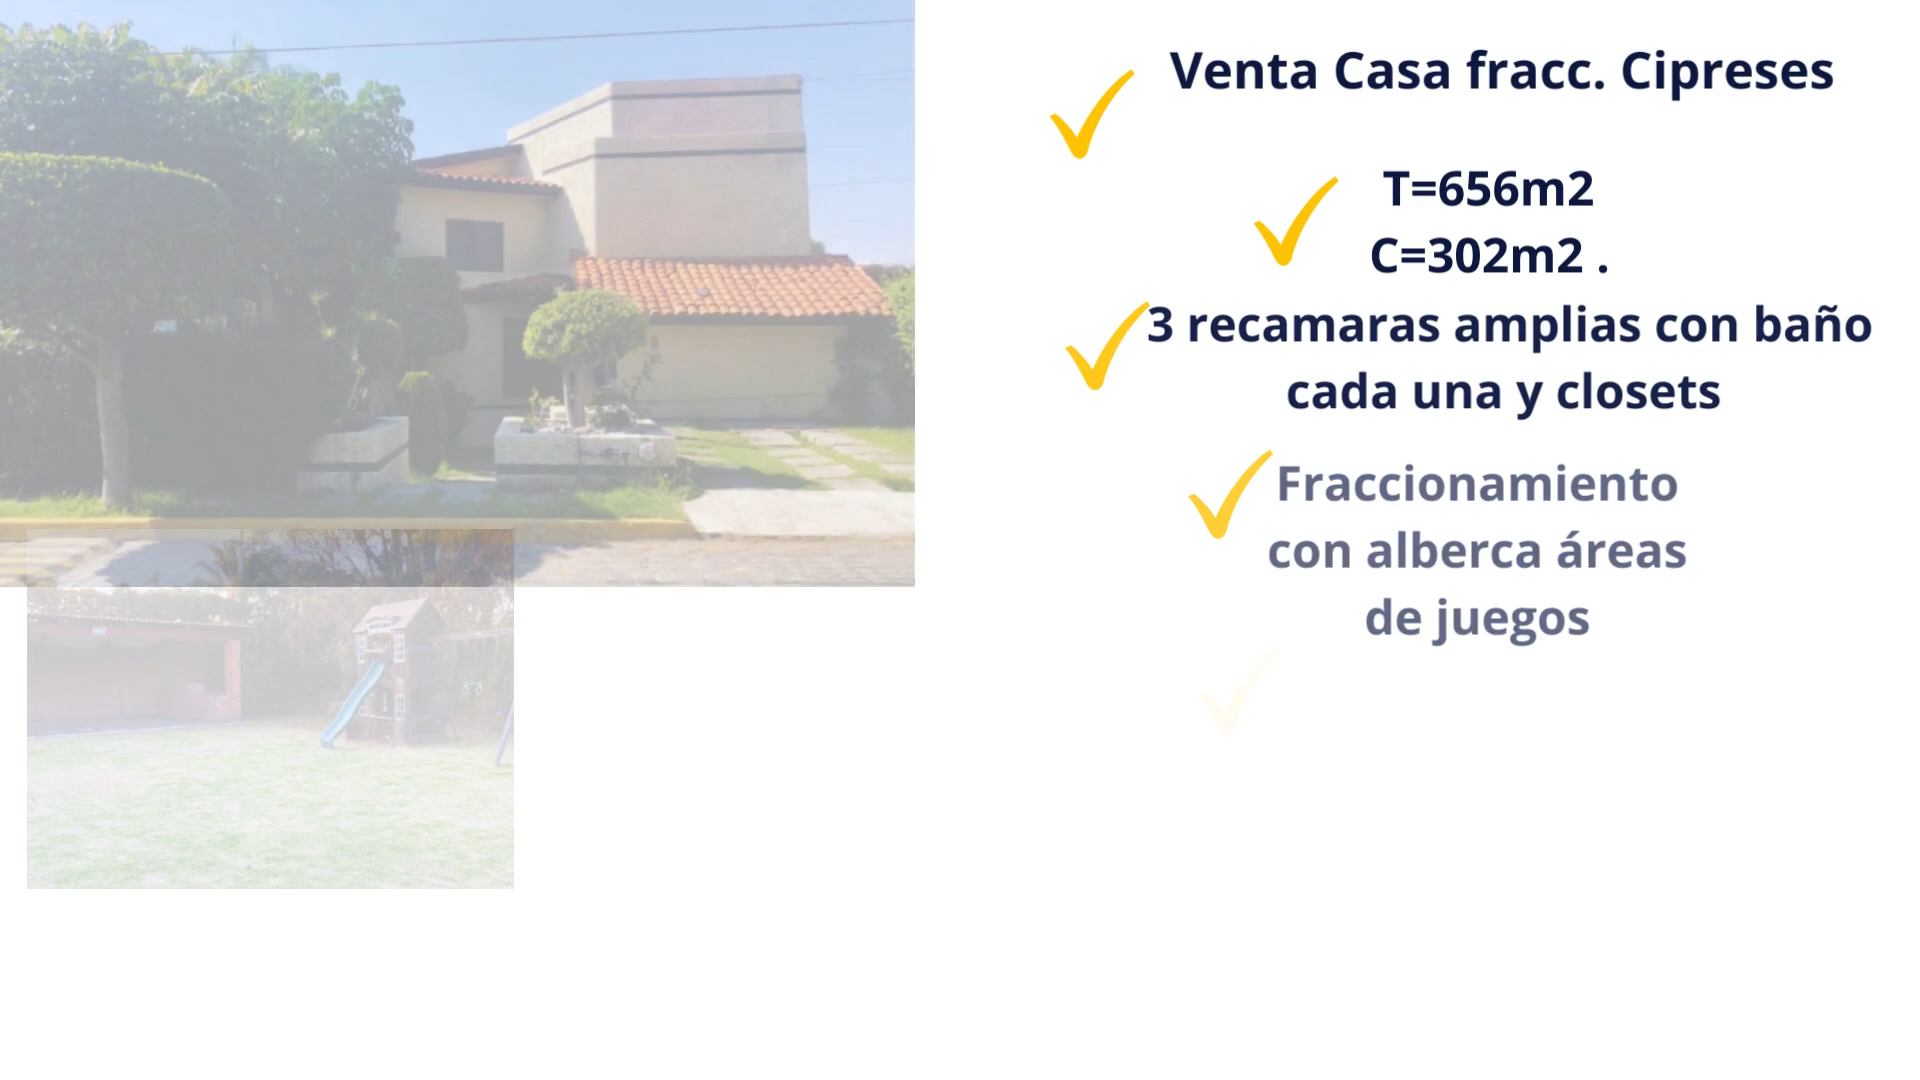 Venta Casa fracc. Cipreses
T=656m2
C=302m2 .
3 recamaras amplias con baño
cada una y closets
Fraccionamiento
con alberca áreas
de juegos